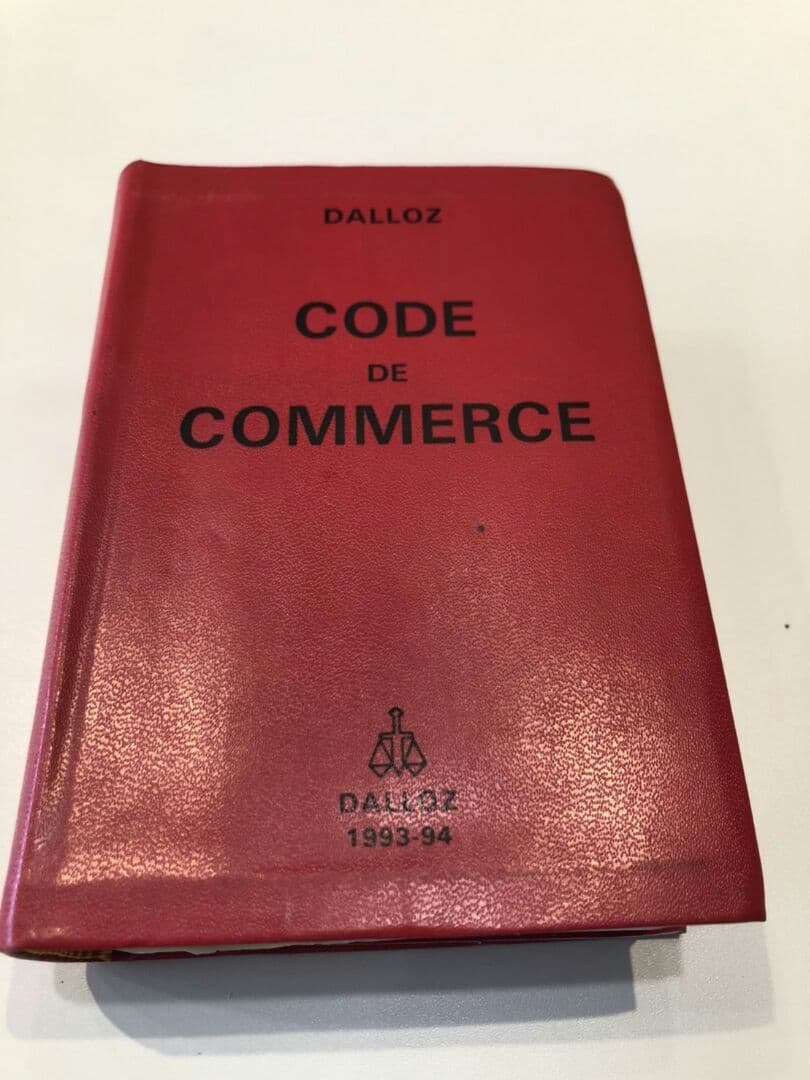 DALLOZ
CODE
DE
COMMERCE
DALLOZ
1993-94